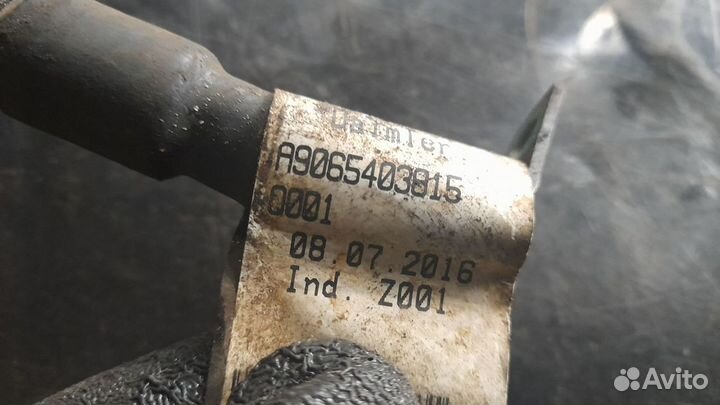 Daimler
A9065403815
0001
08.07.2016
Ind. Z001
Avito